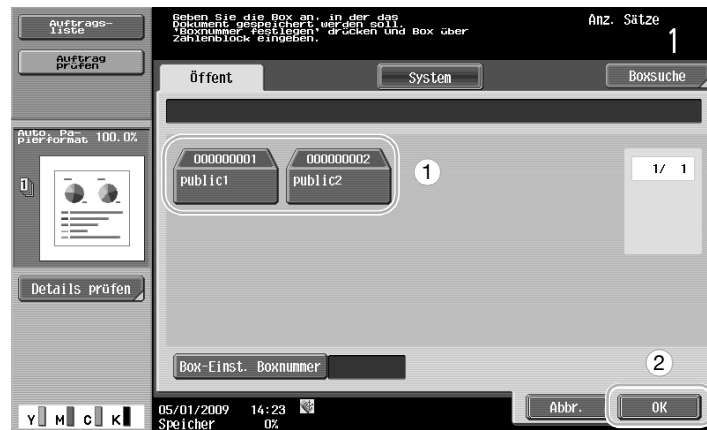 Auftrags-
liste
Auftrag
prüfen
Geben Sie die Box an, in der das
Dokument gespeichert werden soll.
'Boxnummer festlegen' drücken und Box über
Zahlenblock eingeben.
Anz. Sätze
1
Öffent
System
Boxsuche
Auto. Pa-
pierformat 100.0%
1
000000001
public1
000000002
public2
1
1/ 1
Details prüfen
Box-Einst. Boxnummer
2
Y M C K
05/01/2009 14:23
Speicher 0%
Abbr.
OK